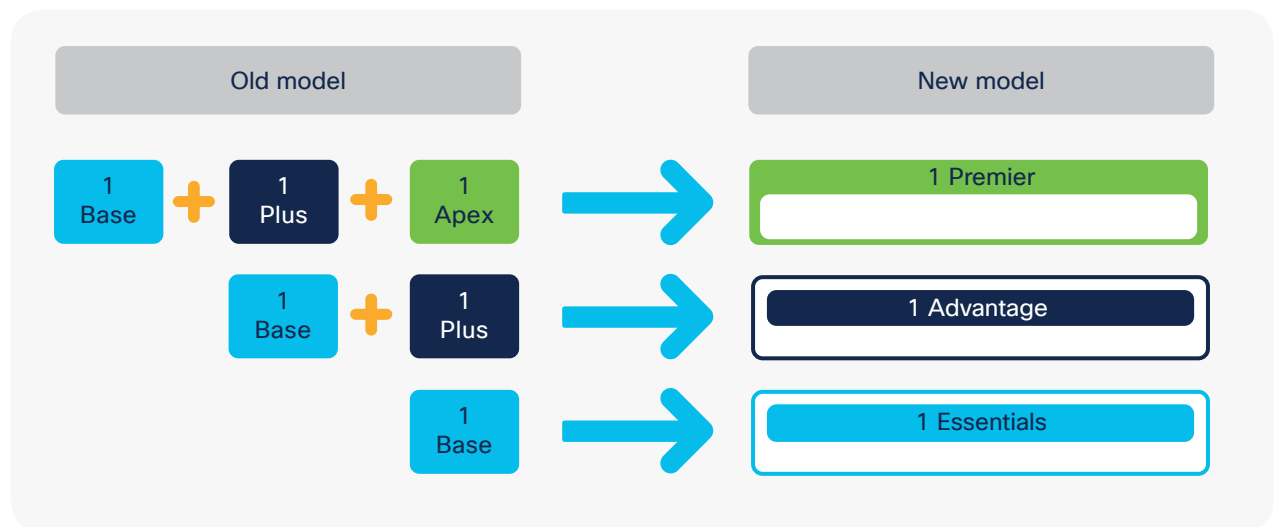 Old model
New model
1
Base
1
Plus
1
Apex
1 Premier
1
Base
1
Plus
1 Advantage
1
Base
1 Essentials